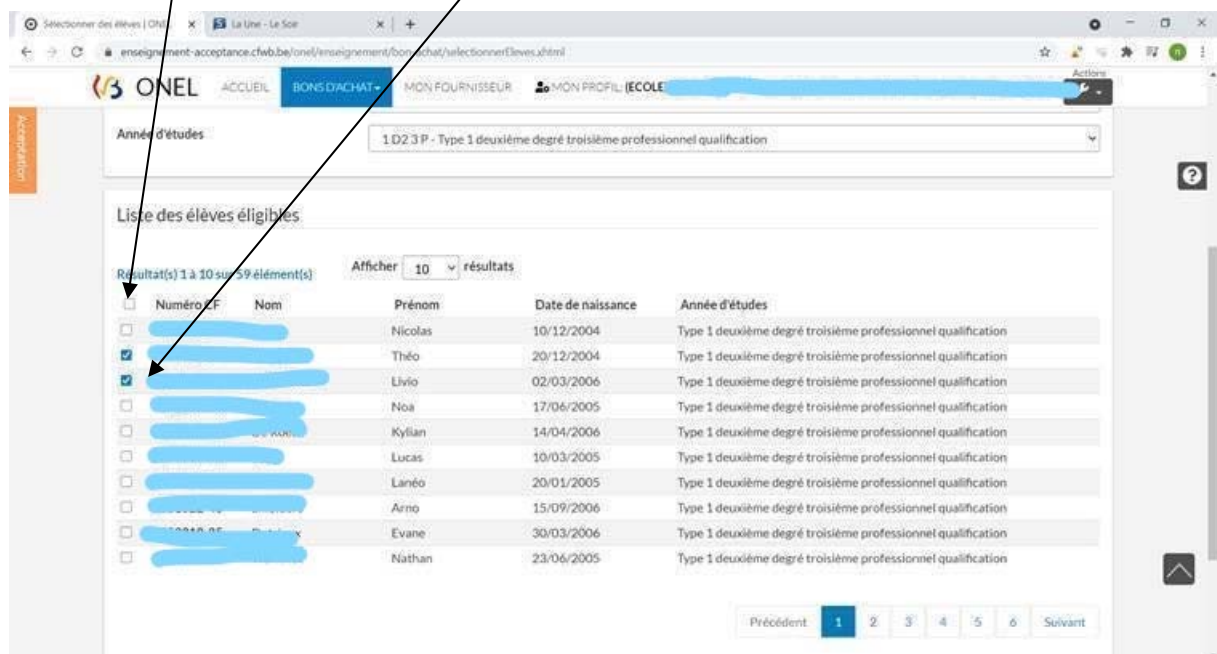 Sélectionner des élèves | ONEL
La Une - Le Soir
enseignement-acceptance.cfwb.be/onel/enseignement/bon-achat/selectionnerEleves.xhtml
ONEL ACCUEIL BONS D'ACHAT MON FOURNISSEUR MON PROFIL: (ECOLE Actions
Acceptation
Année d'études 1 D2 3 P - Type 1 deuxième degré troisième professionnel qualification
Liste des élèves éligibles
Résultat(s) 1 à 10 sur 59 élément(s) Afficher 10 résultats
Numéro CF Nom Prénom Date de naissance Année d'études
Nicolas 10/12/2004 Type 1 deuxième degré troisième professionnel qualification
Théo 20/12/2004 Type 1 deuxième degré troisième professionnel qualification
Livio 02/03/2006 Type 1 deuxième degré troisième professionnel qualification
Noa 17/06/2005 Type 1 deuxième degré troisième professionnel qualification
Kylian 14/04/2006 Type 1 deuxième degré troisième professionnel qualification
Lucas 10/03/2005 Type 1 deuxième degré troisième professionnel qualification
Lanéo 20/01/2005 Type 1 deuxième degré troisième professionnel qualification
Arno 15/09/2006 Type 1 deuxième degré troisième professionnel qualification
Evane 30/03/2006 Type 1 deuxième degré troisième professionnel qualification
Nathan 23/06/2005 Type 1 deuxième degré troisième professionnel qualification
Précédent 1 2 3 4 5 6 Suivant